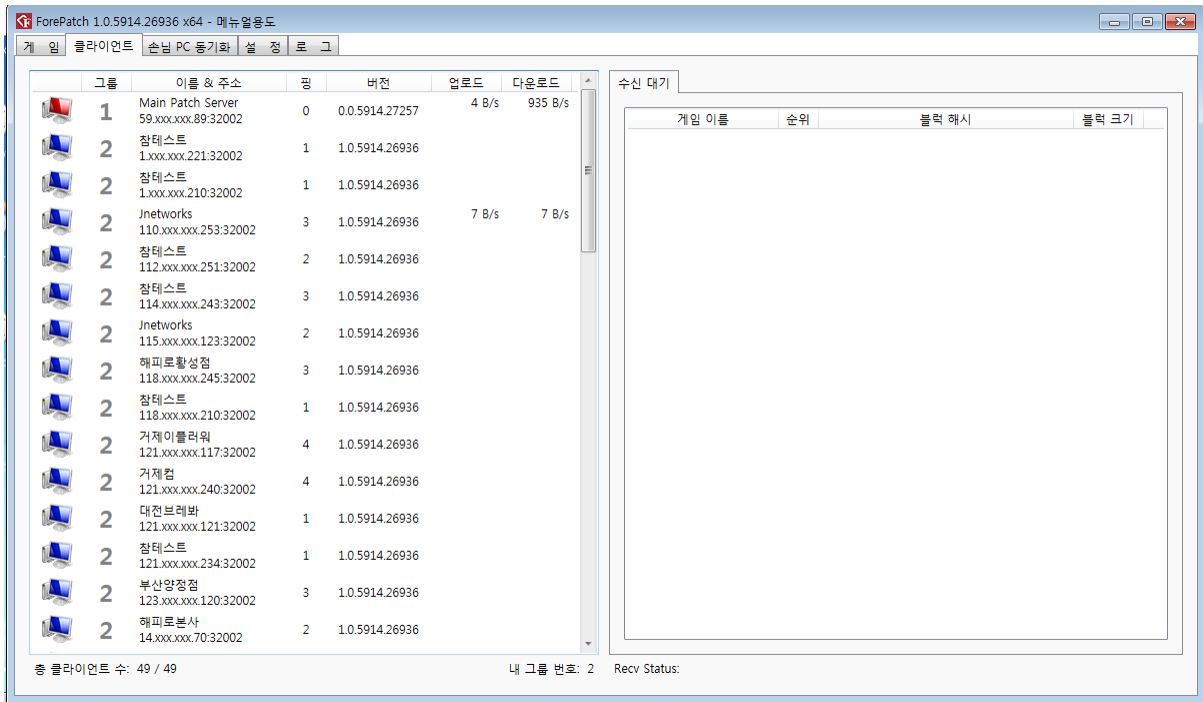 ForePatch 1.0.5914.26936 x64 - 메뉴얼용도
게 임 클라이언트 손님 PC 동기화 설 정 로 그
그룹 이름 & 주소 핑 버전 업로드 다운로드
1 Main Patch Server 0 0.0.5914.27257 4 B/s 935 B/s
59.xxx.xxx.89:32002
2 참테스트 1 1.0.5914.26936
1.xxx.xxx.221:32002
2 참테스트 1 1.0.5914.26936
1.xxx.xxx.210:32002
2 Jnetworks 3 1.0.5914.26936 7 B/s 7 B/s
110.xxx.xxx.253:32002
2 참테스트 2 1.0.5914.26936
112.xxx.xxx.251:32002
2 참테스트 3 1.0.5914.26936
114.xxx.xxx.243:32002
2 Jnetworks 2 1.0.5914.26936
115.xxx.xxx.123:32002
2 해피로황성점 3 1.0.5914.26936
118.xxx.xxx.245:32002
2 참테스트 1 1.0.5914.26936
118.xxx.xxx.210:32002
2 거제이플러워 4 1.0.5914.26936
121.xxx.xxx.117:32002
2 거제컴 4 1.0.5914.26936
121.xxx.xxx.240:32002
2 대전브레봐 1 1.0.5914.26936
121.xxx.xxx.121:32002
2 참테스트 1 1.0.5914.26936
121.xxx.xxx.234:32002
2 부산양정점 3 1.0.5914.26936
123.xxx.xxx.120:32002
2 해피로본사 2 1.0.5914.26936
14.xxx.xxx.70:32002
총 클라이언트 수: 49 / 49 내 그룹 번호: 2
수신 대기
게임 이름 순위 블럭 해시 블럭 크기
Recv Status: